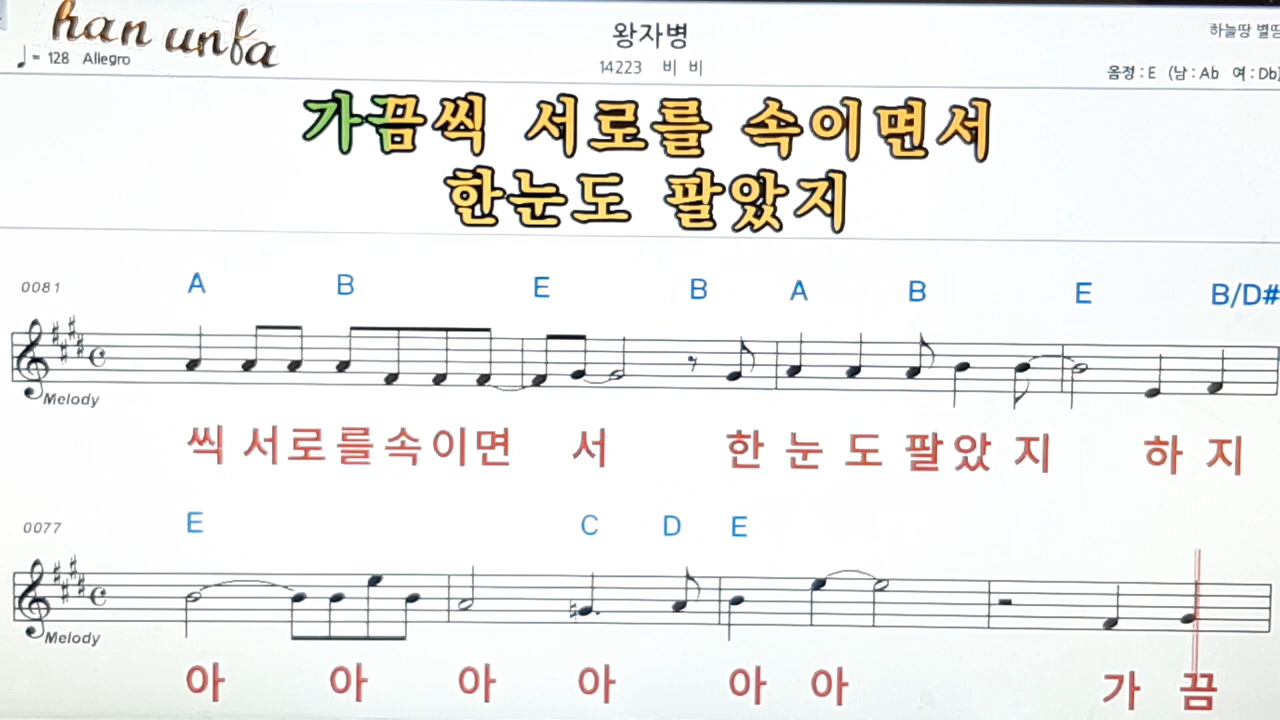 han unfa
♩= 128 Allegro
왕자병
14223 비 비
하늘땅 별땅
음정 : E (남 : Ab 여 : Db)
가끔씩 서로를 속이면서
한눈도 팔았지
0081
A B E B A B E B/D#
Melody
씩 서로를속이면 서 한 눈 도 팔았 지 하 지
0077
E C D E
Melody
아 아 아 아 아 아 가 끔